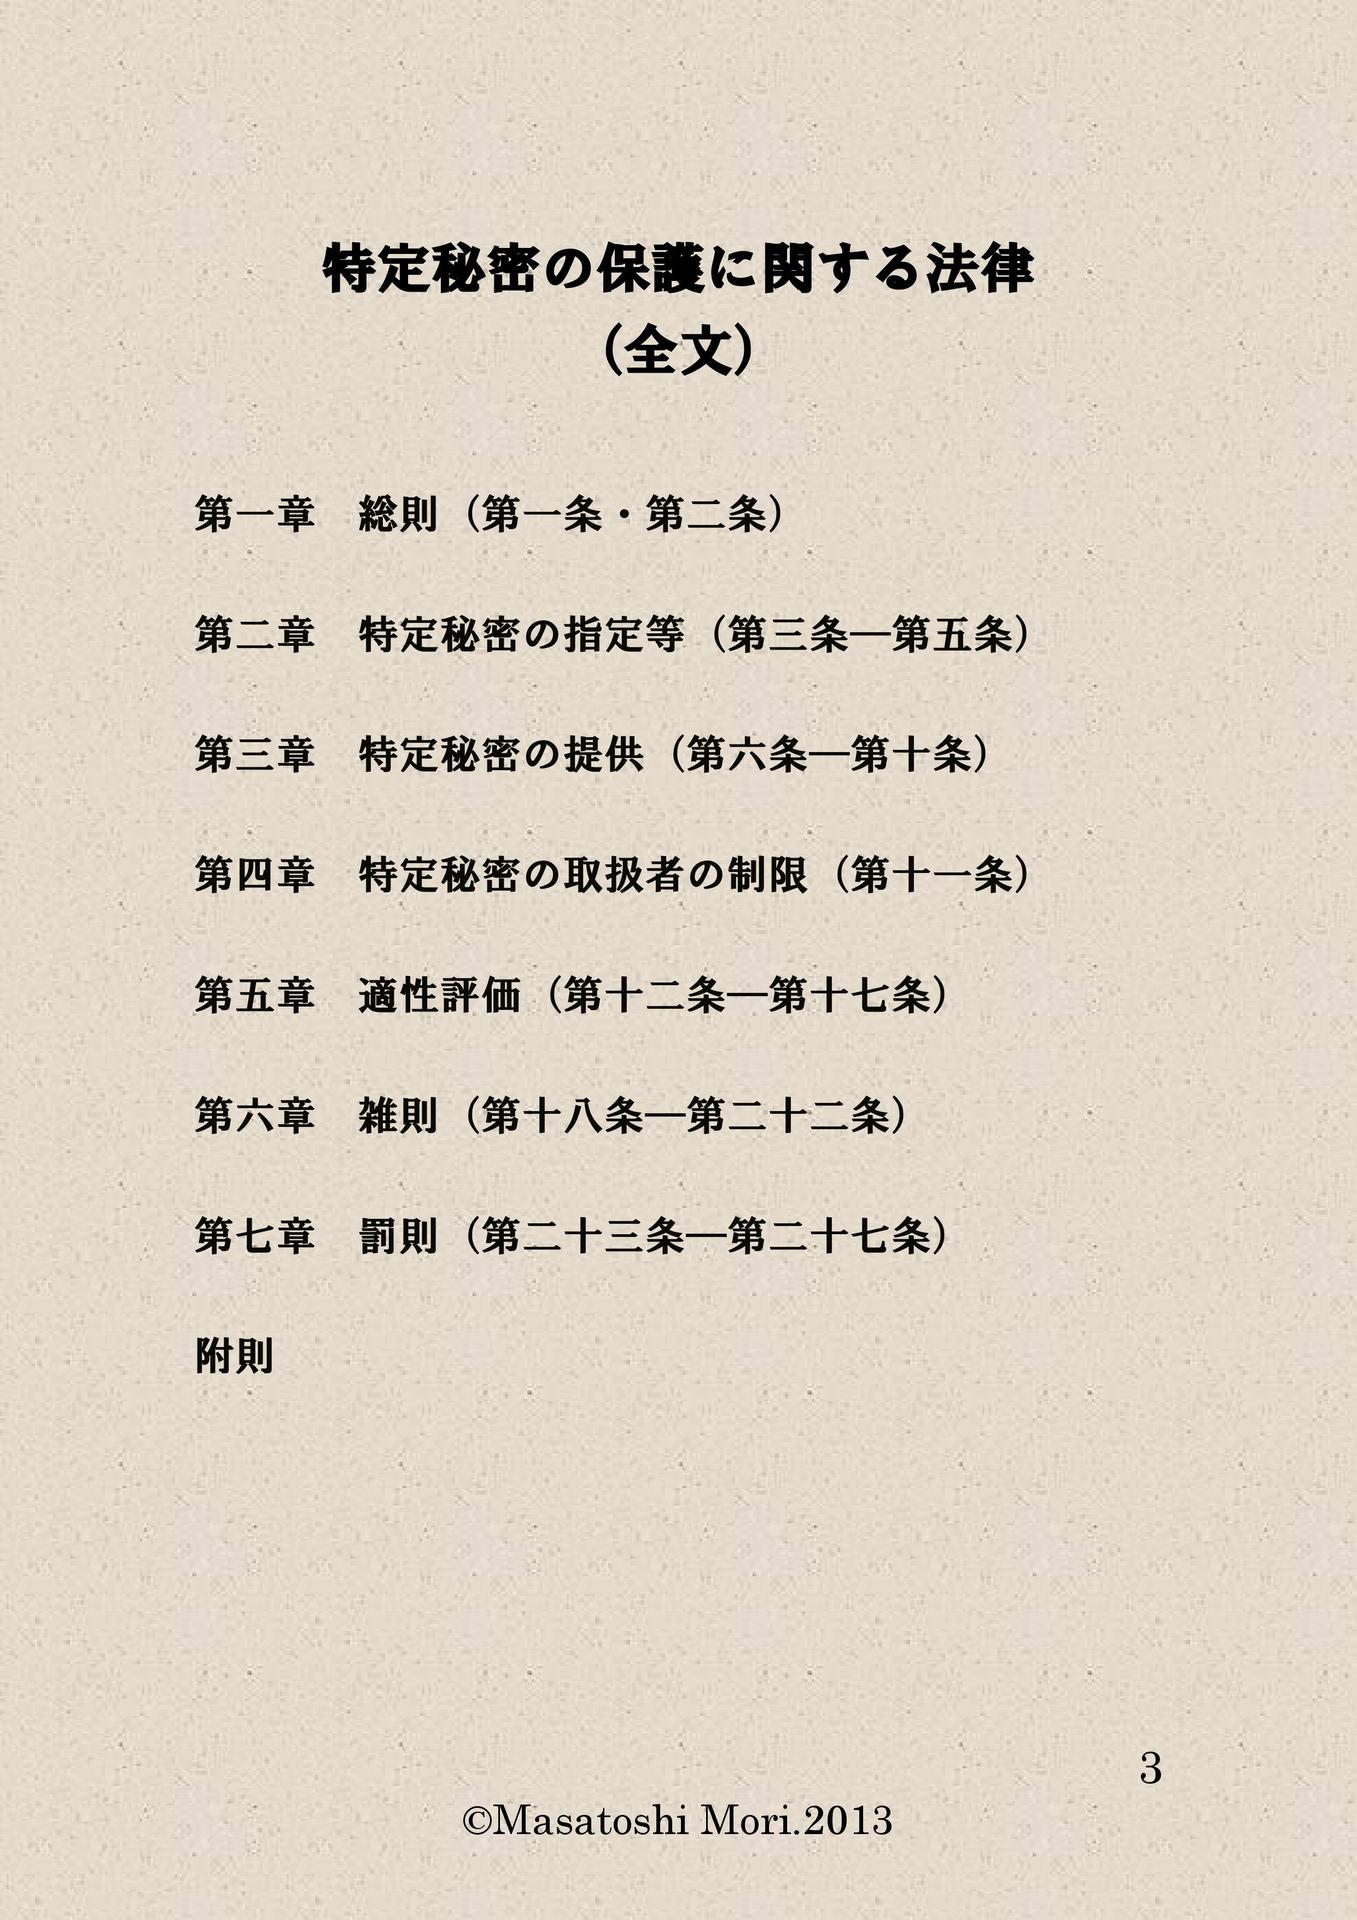 特定秘密の保護に関する法律
（全文）
第一章　総則（第一条・第二条）
第二章　特定秘密の指定等（第三条―第五条）
第三章　特定秘密の提供（第六条―第十条）
第四章　特定秘密の取扱者の制限（第十一条）
第五章　適性評価（第十二条―第十七条）
第六章　雑則（第十八条―第二十二条）
第七章　罰則（第二十三条―第二十七条）
附則
3
©Masatoshi Mori.2013